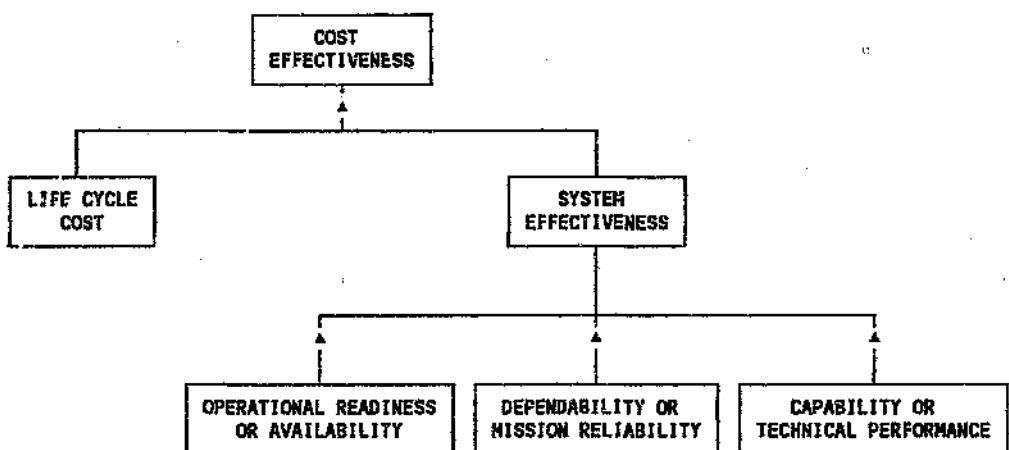 COST
EFFECTIVENESS
LIFE CYCLE
COST
SYSTEM
EFFECTIVENESS
OPERATIONAL READINESS
OR AVAILABILITY
DEPENDABILITY OR
MISSION RELIABILITY
CAPABILITY OR
TECHNICAL PERFORMANCE